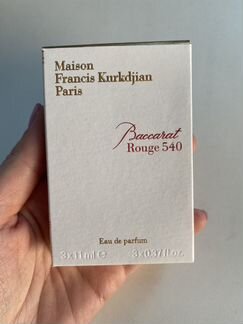 Maison
Francis Kurkdjian
Paris
Baccarat
Rouge 540
Eau de parfum
3x11 ml ℮ 3x0.37 fl.oz.